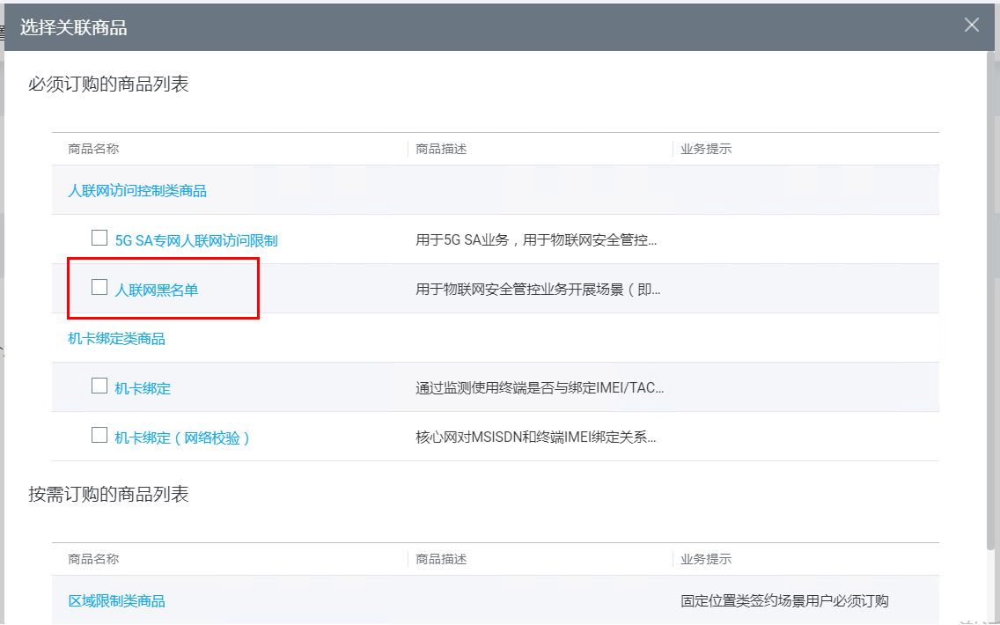 选择关联商品
必须订购的商品列表
商品名称 商品描述 业务提示
人联网访问控制类商品
5G SA专网人联网访问限制 用于5G SA业务，用于物联网安全管控...
人联网黑名单 用于物联网安全管控业务开展场景（即...
机卡绑定类商品
机卡绑定 通过监测使用终端是否与绑定IMEI/TAC...
机卡绑定（网络校验） 核心网对MSISDN和终端IMEI绑定关系...
按需订购的商品列表
商品名称 商品描述 业务提示
区域限制类商品 固定位置类签约场景用户必须订购